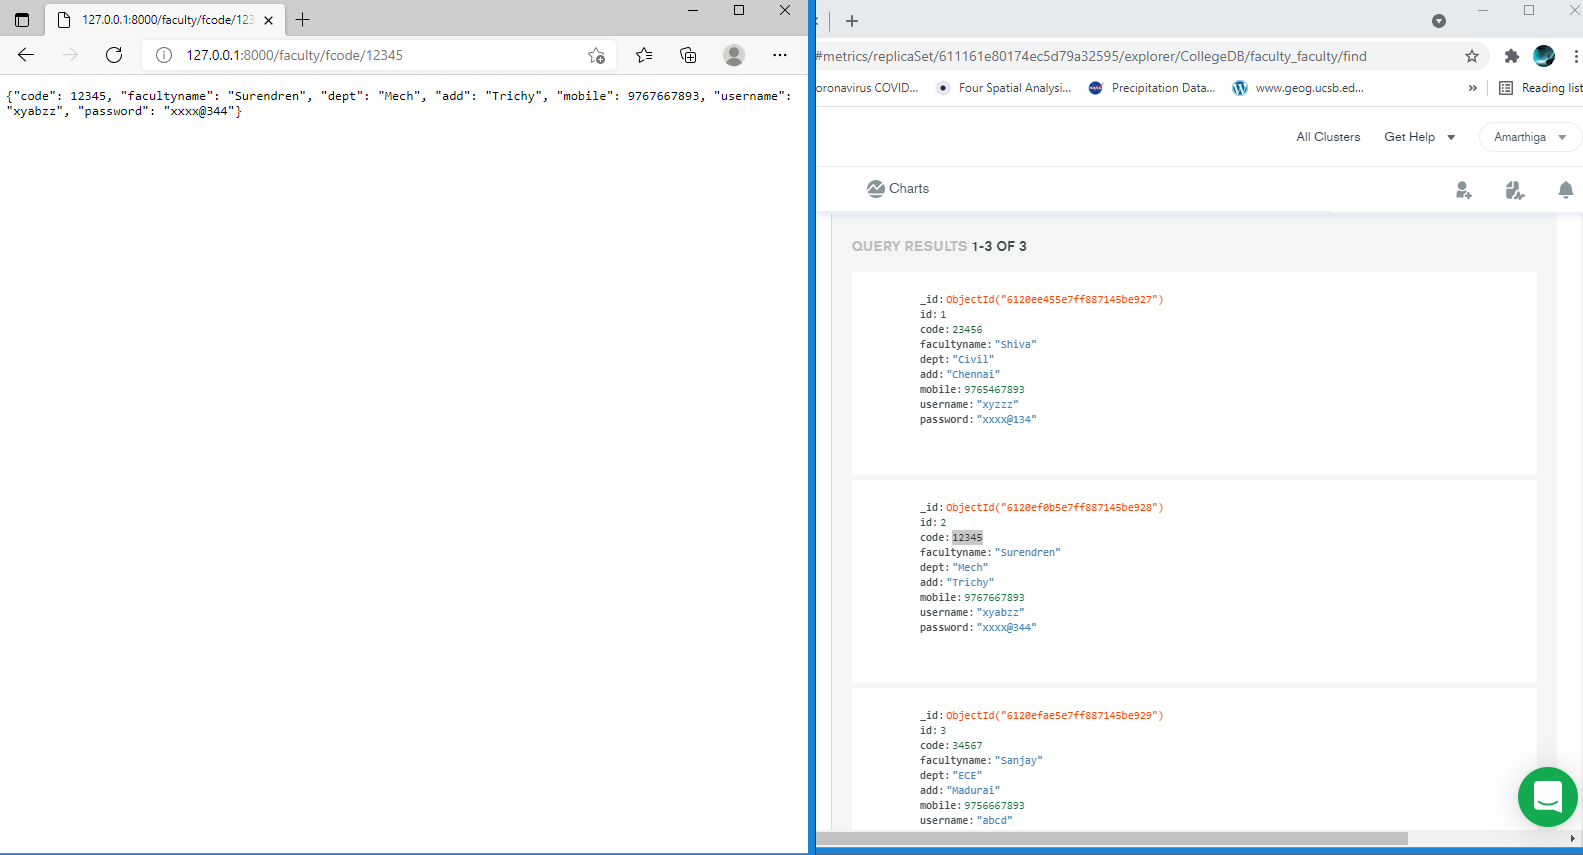 127.0.0.1:8000/faculty/fcode/123
127.0.0.1:8000/faculty/fcode/12345
{"code": 12345, "facultyname": "Surendren", "dept": "Mech", "add": "Trichy", "mobile": 9767667893, "username":
"xyabzz", "password": "xxxx@344"}
#metrics/replicaSet/611161e80174ec5d79a32595/explorer/CollegeDB/faculty_faculty/find
oronavirus COVID... Four Spatial Analysi... Precipitation Data... www.geog.ucsb.ed... » Reading list
All Clusters Get Help Amarthiga
Charts
QUERY RESULTS 1-3 OF 3
_id: ObjectId("6120ee455e7ff887145be927")
id: 1
code: 23456
facultyname: "Shiva"
dept: "Civil"
add: "Chennai"
mobile: 9765467893
username: "xyzzz"
password: "xxxx@134"
_id: ObjectId("6120ef0b5e7ff887145be928")
id: 2
code: 12345
facultyname: "Surendren"
dept: "Mech"
add: "Trichy"
mobile: 9767667893
username: "xyabzz"
password: "xxxx@344"
_id: ObjectId("6120efae5e7ff887145be929")
id: 3
code: 34567
facultyname: "Sanjay"
dept: "ECE"
add: "Madurai"
mobile: 9756667893
username: "abcd"